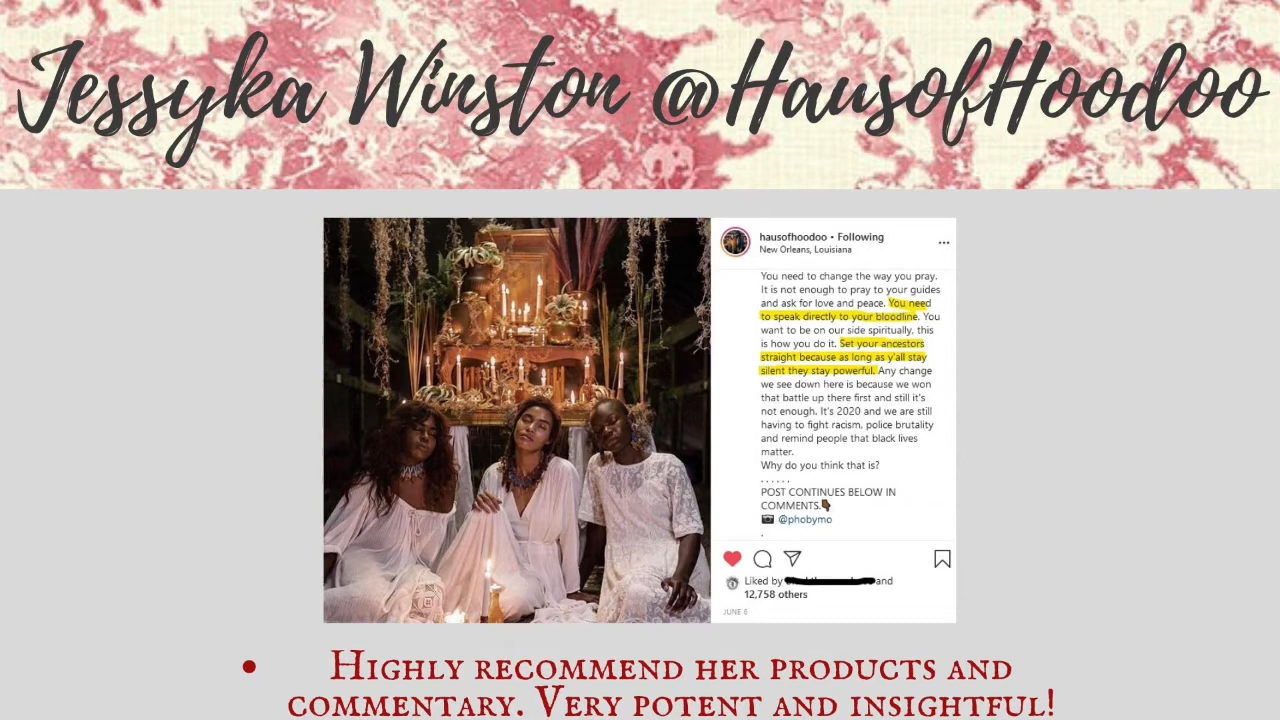 Jessyka Winston @HausofHoodoo
hausofhoodoo • Following
New Orleans, Louisiana
You need to change the way you pray.
It is not enough to pray to your guides
and ask for love and peace. You need
to speak directly to your bloodline. You
want to be on our side spiritually, this
is how you do it. Set your ancestors
straight because as long as y'all stay
silent they stay powerful. Any change
we see down here is because we won
that battle up there first and still it's
not enough. It's 2020 and we are still
having to fight racism, police brutality
and remind people that black lives
matter.
Why do you think that is?
. . . . . .
POST CONTINUES BELOW IN
COMMENTS.👇🏾
📷 @phobymo
.
Liked by and
12,758 others
JUNE 6
• Highly recommend her products and
commentary. Very potent and insightful!